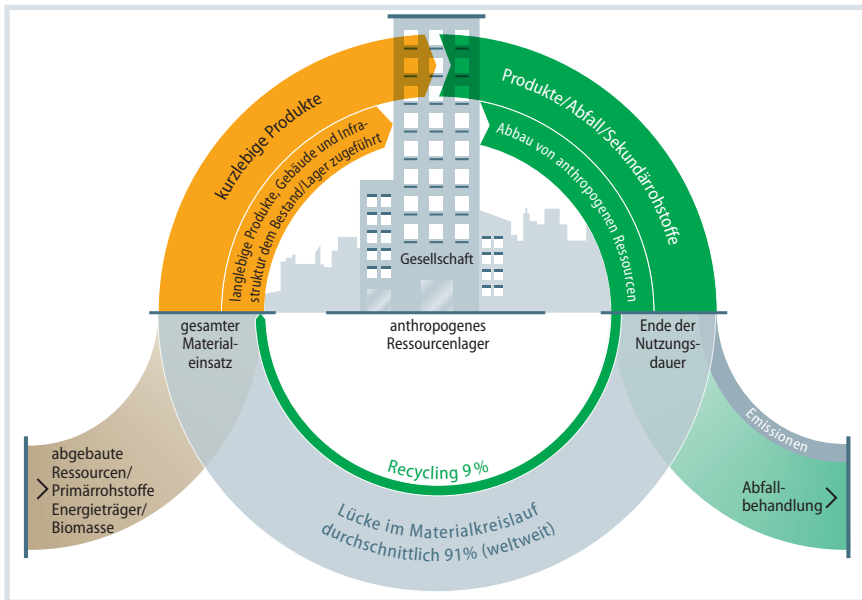 kurzlebige Produkte
langlebige Produkte, Gebäude und Infra-
struktur dem Bestand/Lager zugeführt
Produkte/Abfall/Sekundärrohstoffe
Abbau von anthropogenen Ressourcen
Gesellschaft
gesamter
Material-
einsatz
anthropogenes
Ressourcenlager
Ende der
Nutzungs-
dauer
abgebaute
Ressourcen/
Primärrohstoffe
Energieträger/
Biomasse
Recycling 9 %
Lücke im Materialkreislauf
durchschnittlich 91% (weltweit)
Emissionen
Abfall-
behandlung